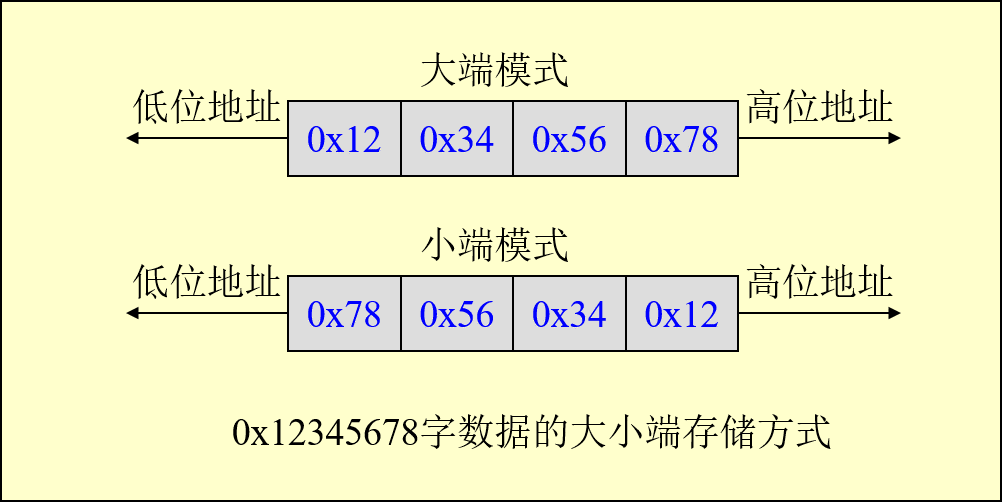 大端模式
低位地址 0x12 0x34 0x56 0x78 高位地址
小端模式
低位地址 0x78 0x56 0x34 0x12 高位地址
0x12345678字数据的大小端存储方式